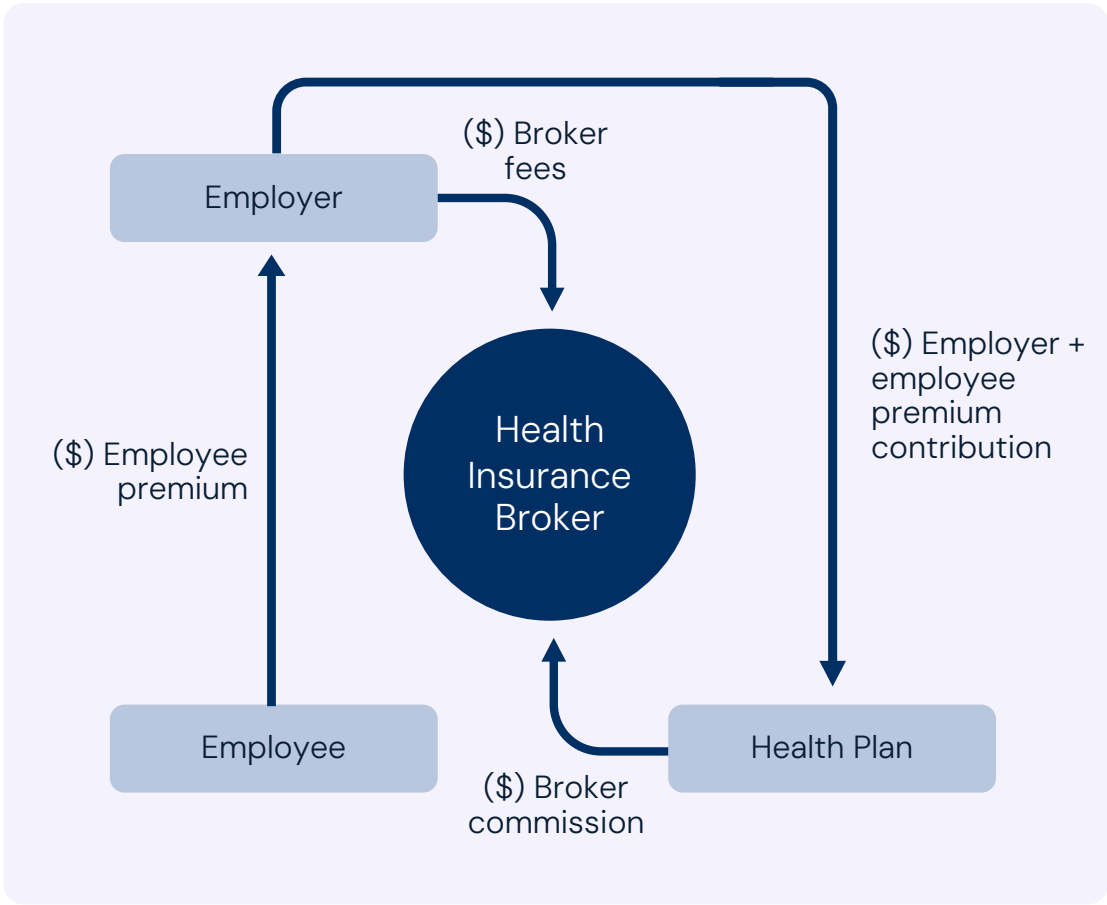 ($) Broker
fees
Employer
($) Employer +
employee
premium
contribution
Health
Insurance
Broker
($) Employee
premium
Employee
Health Plan
($) Broker
commission